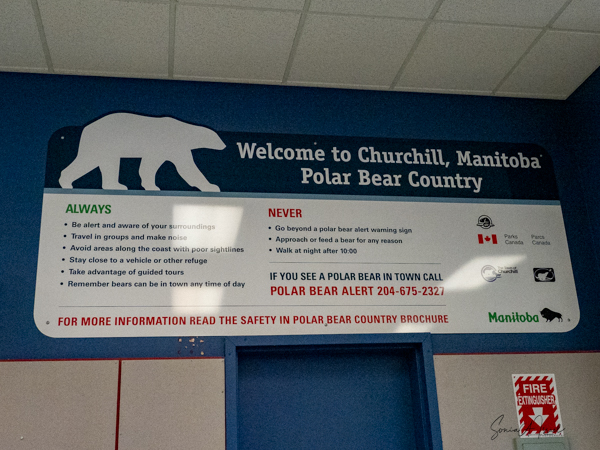 Welcome to Churchill, Manitoba
Polar Bear Country
ALWAYS
• Be alert and aware of your surroundings
• Travel in groups and make noise
• Avoid areas along the coast with poor sightlines
• Stay close to a vehicle or other refuge
• Take advantage of guided tours
• Remember bears can be in town any time of day
NEVER
• Go beyond a polar bear alert warning sign
• Approach or feed a bear for any reason
• Walk at night after 10:00
IF YOU SEE A POLAR BEAR IN TOWN CALL
POLAR BEAR ALERT 204-675-2327
Parks Parcs
Canada Canada
Churchill
Manitoba
FOR MORE INFORMATION READ THE SAFETY IN POLAR BEAR COUNTRY BROCHURE
FIRE
EXTINGUISHER